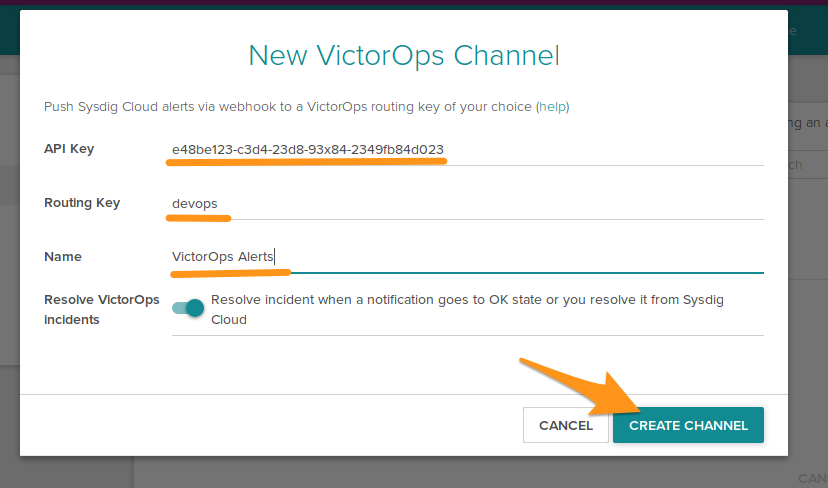 New VictorOps Channel
Push Sysdig Cloud alerts via webhook to a VictorOps routing key of your choice (help)
API Key
e48be123-c3d4-23d8-93x84-2349fb84d023
Routing Key
devops
Name
VictorOps Alerts
Resolve VictorOps
incidents
Resolve incident when a notification goes to OK state or you resolve it from Sysdig
Cloud
CANCEL
CREATE CHANNEL